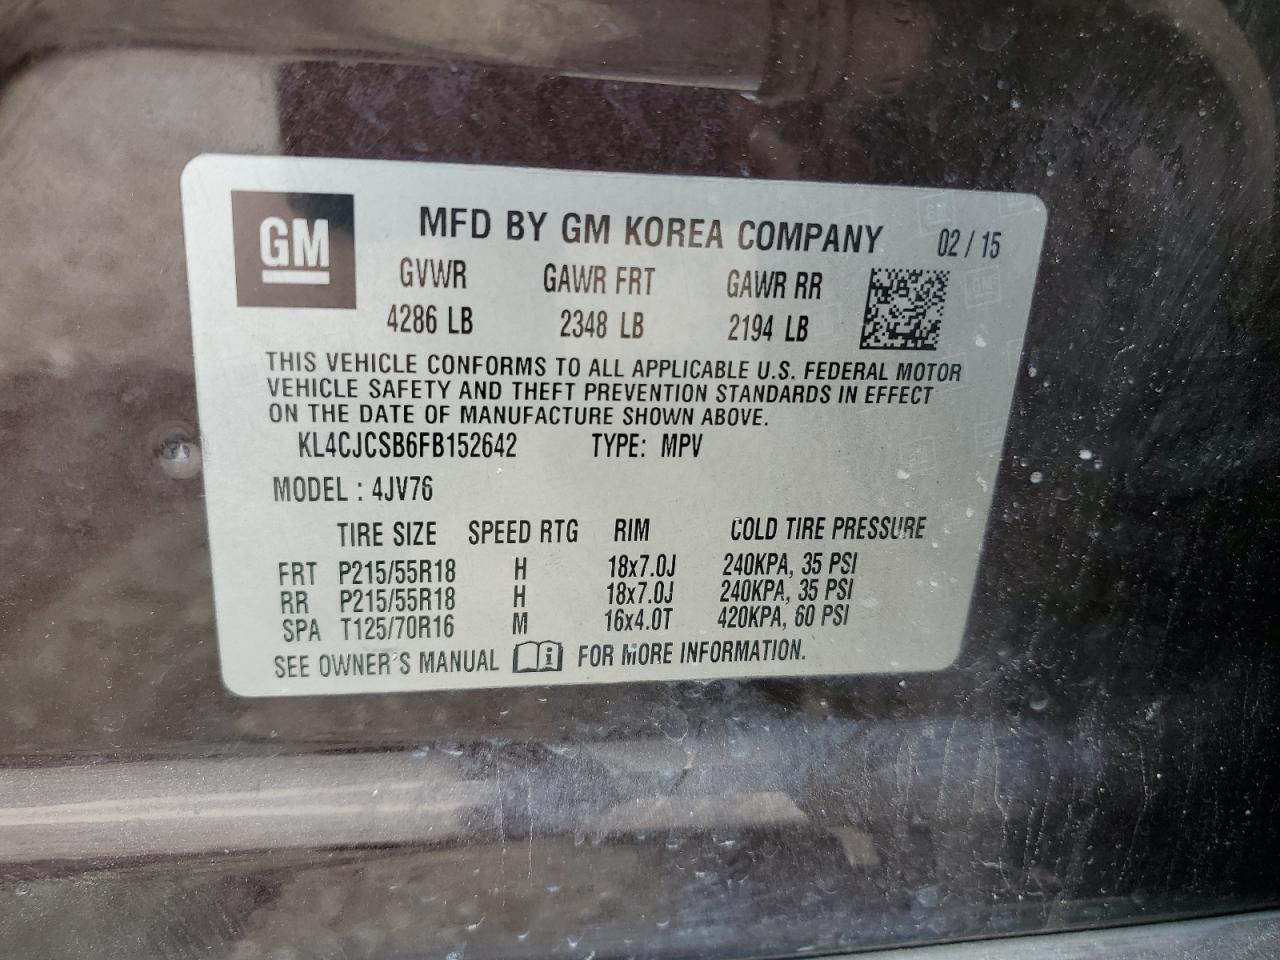 GM
MFD BY GM KOREA COMPANY 02 / 15
GVWR GAWR FRT GAWR RR
4286 LB 2348 LB 2194 LB
THIS VEHICLE CONFORMS TO ALL APPLICABLE U.S. FEDERAL MOTOR
VEHICLE SAFETY AND THEFT PREVENTION STANDARDS IN EFFECT
ON THE DATE OF MANUFACTURE SHOWN ABOVE.
KL4CJCSB6FB152642 TYPE: MPV
MODEL : 4JV76
TIRE SIZE SPEED RTG RIM COLD TIRE PRESSURE
FRT P215/55R18 H 18x7.0J 240KPA, 35 PSI
RR P215/55R18 H 18x7.0J 240KPA, 35 PSI
SPA T125/70R16 M 16x4.0T 420KPA, 60 PSI
SEE OWNER'S MANUAL i FOR MORE INFORMATION.